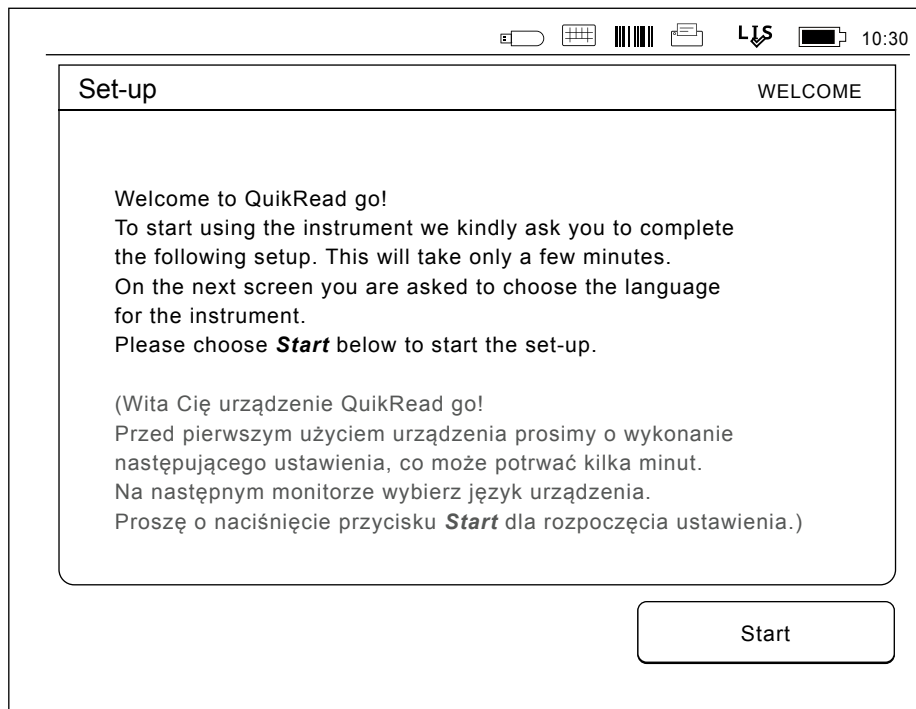 LIS 10:30
Set-up WELCOME
Welcome to QuikRead go!
To start using the instrument we kindly ask you to complete
the following setup. This will take only a few minutes.
On the next screen you are asked to choose the language
for the instrument.
Please choose Start below to start the set-up.
(Wita Cię urządzenie QuikRead go!
Przed pierwszym użyciem urządzenia prosimy o wykonanie
następującego ustawienia, co może potrwać kilka minut.
Na następnym monitorze wybierz język urządzenia.
Proszę o naciśnięcie przycisku Start dla rozpoczęcia ustawienia.)
Start